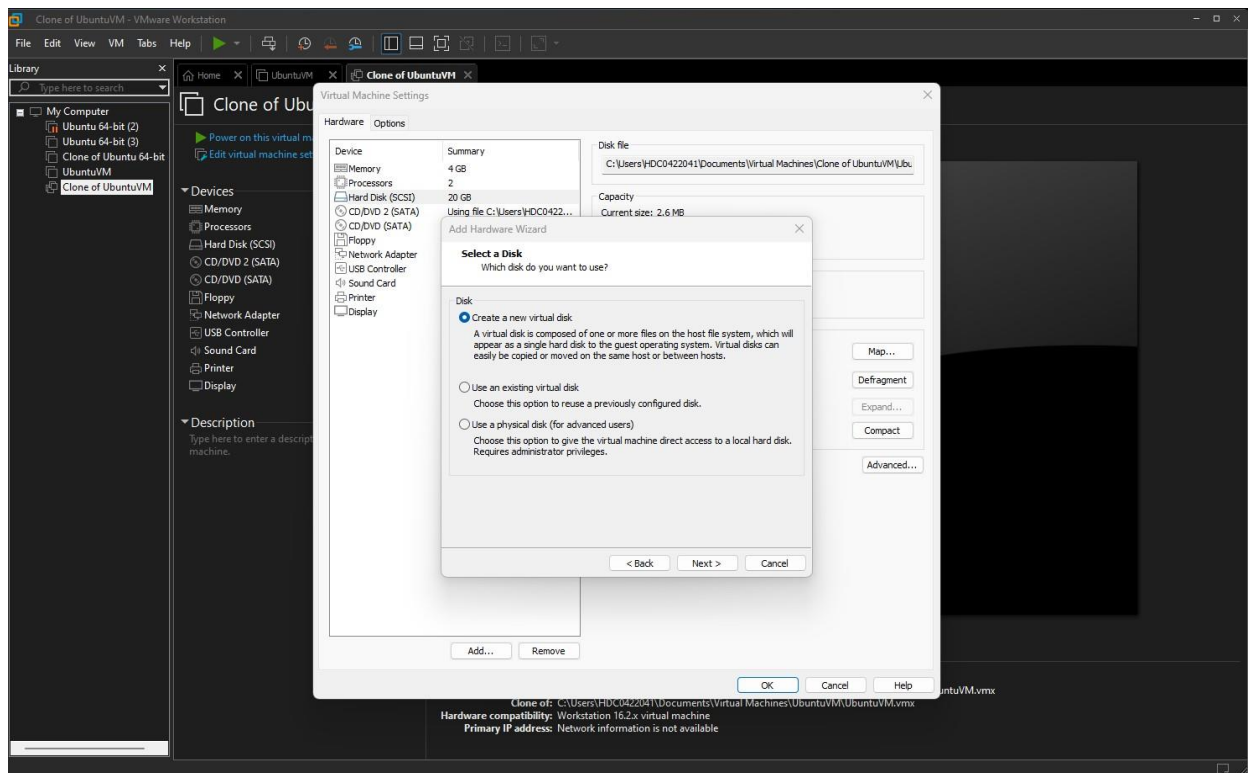 Clone of UbuntuVM - VMware Workstation
File Edit View VM Tabs Help
Library
Type here to search
My Computer
Ubuntu 64-bit (2)
Ubuntu 64-bit (3)
Clone of Ubuntu 64-bit
UbuntuVM
Clone of UbuntuVM
Home
UbuntuVM
Clone of UbuntuVM
Clone of Ubu
Power on this virtual m
Edit virtual machine set
Devices
Memory
Processors
Hard Disk (SCSI)
CD/DVD 2 (SATA)
CD/DVD (SATA)
Floppy
Network Adapter
USB Controller
Sound Card
Printer
Display
Description
Type here to enter a descript
machine.
Virtual Machine Settings
Hardware Options
Device Summary
Memory 4 GB
Processors 2
Hard Disk (SCSI) 20 GB
CD/DVD 2 (SATA) Using file C:\Users\HDC0422...
CD/DVD (SATA)
Floppy
Network Adapter
USB Controller
Sound Card
Printer
Display
Add... Remove
Disk file
C:\Users\HDC0422041\Documents\Virtual Machines\Clone of UbuntuVM\Ubu
Capacity
Current size: 2.6 MB
Map...
Defragment
Expand...
Compact
Advanced...
OK Cancel Help
Add Hardware Wizard
Select a Disk
Which disk do you want to use?
Disk
Create a new virtual disk
A virtual disk is composed of one or more files on the host file system, which will
appear as a single hard disk to the guest operating system. Virtual disks can
easily be copied or moved on the same host or between hosts.
Use an existing virtual disk
Choose this option to reuse a previously configured disk.
Use a physical disk (for advanced users)
Choose this option to give the virtual machine direct access to a local hard disk.
Requires administrator privileges.
< Back Next > Cancel
untuVM.vmx
Clone of: C:\Users\HDC0422041\Documents\Virtual Machines\UbuntuVM\UbuntuVM.vmx
Hardware compatibility: Workstation 16.2.x virtual machine
Primary IP address: Network information is not available